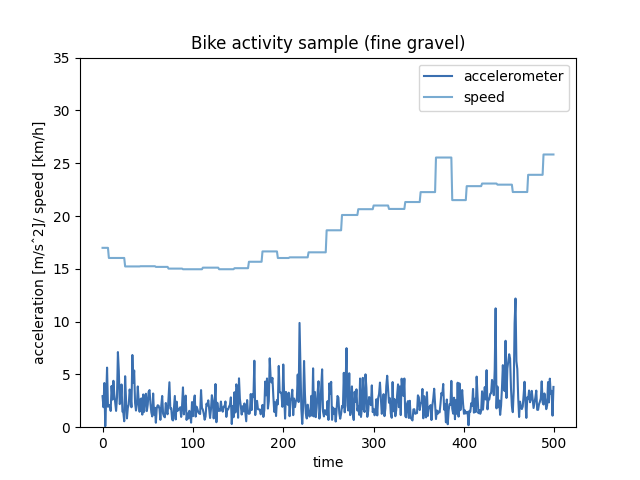 Bike activity sample (fine gravel)
accelerometer
speed
acceleration [m/sˆ2]/ speed [km/h]
35
30
25
20
15
10
5
0
0 100 200 300 400 500
time